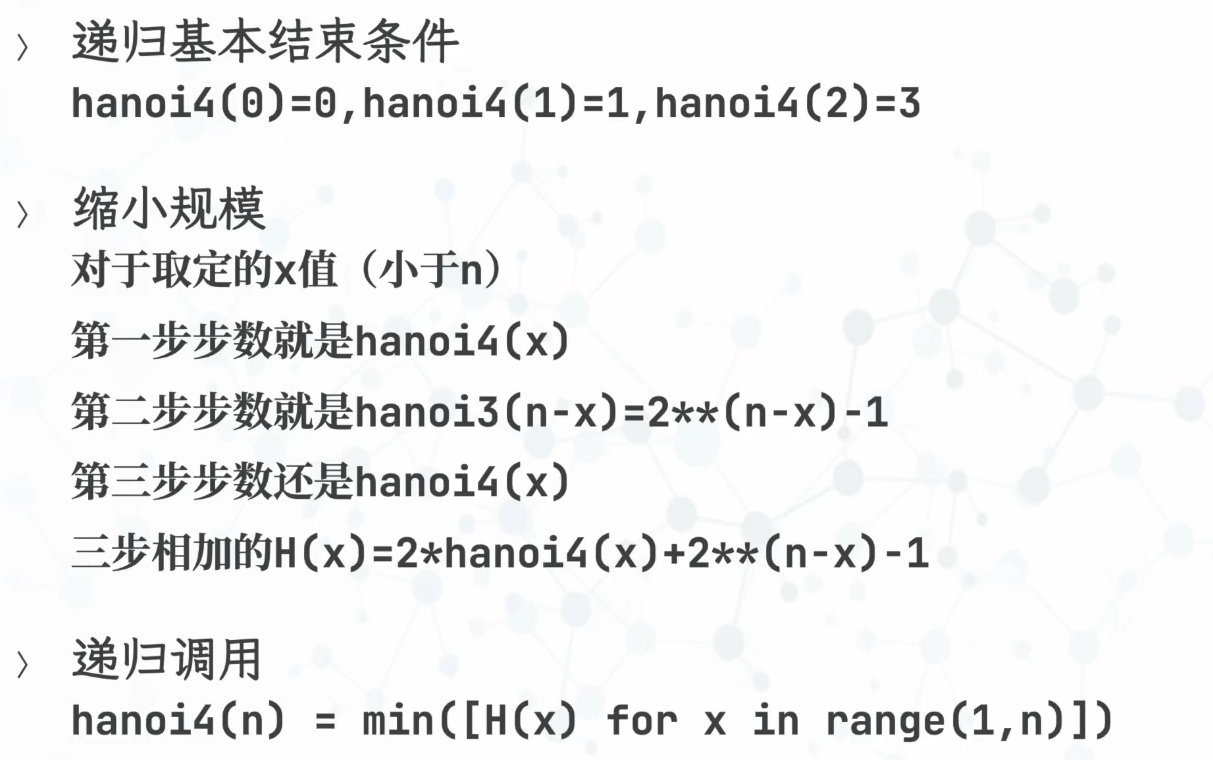 〉 递归基本结束条件
hanoi4(0)=0,hanoi4(1)=1,hanoi4(2)=3
〉 缩小规模
对于取定的x值（小于n）
第一步步数就是hanoi4(x)
第二步步数就是hanoi3(n-x)=2**(n-x)-1
第三步步数还是hanoi4(x)
三步相加的H(x)=2*hanoi4(x)+2**(n-x)-1
〉 递归调用
hanoi4(n) = min([H(x) for x in range(1,n)])